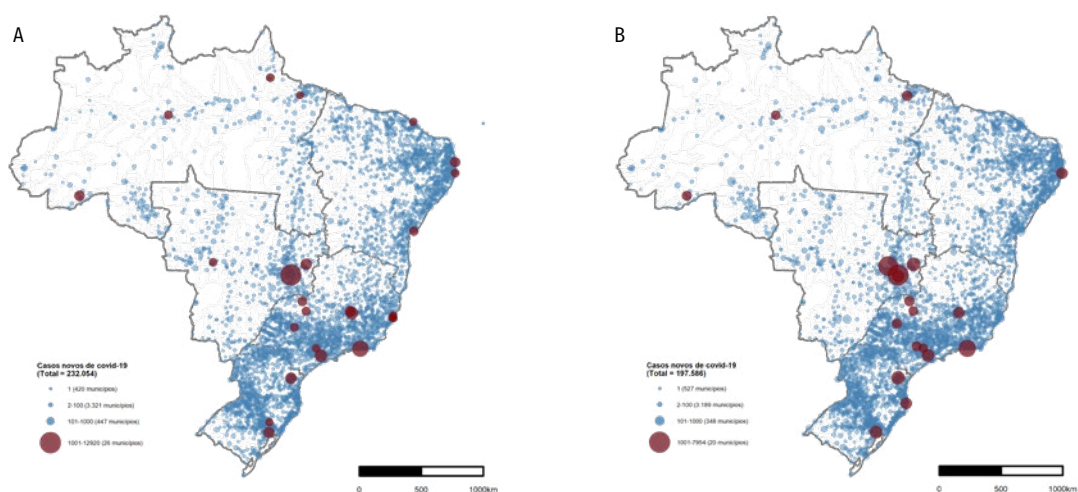 A
Casos novos de covid-19
(Total = 232.054)
1 (420 municípios)
2-100 (3.321 municípios)
101-1000 (447 municípios)
1001-12920 (26 municípios)
0 500 1000km
B
Casos novos de covid-19
(Total = 197.586)
1 (527 municípios)
2-100 (3.166 municípios)
101-1000 (348 municípios)
1001-7954 (20 municípios)
0 500 1000km